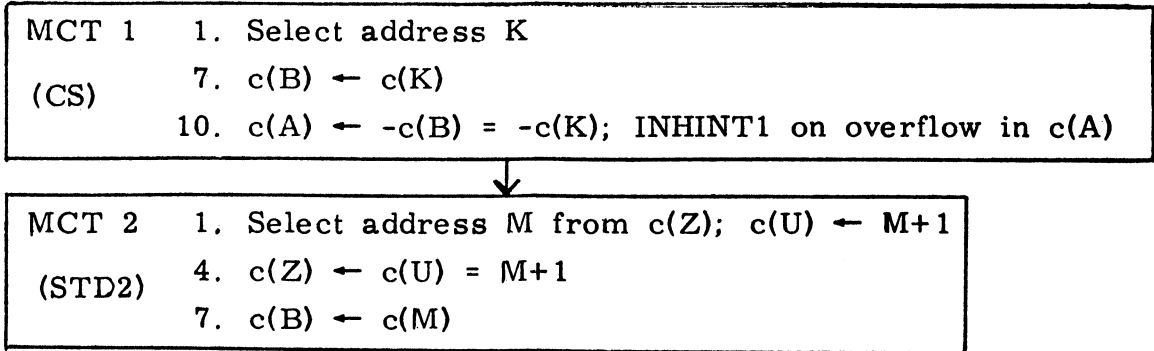 MCT 1 1. Select address K
7. c(B) ← c(K)
(CS)
10. c(A) ← -c(B) = -c(K); INHINT1 on overflow in c(A)
MCT 2 1. Select address M from c(Z); c(U) ← M+1
4. c(Z) ← c(U) = M+1
(STD2)
7. c(B) ← c(M)